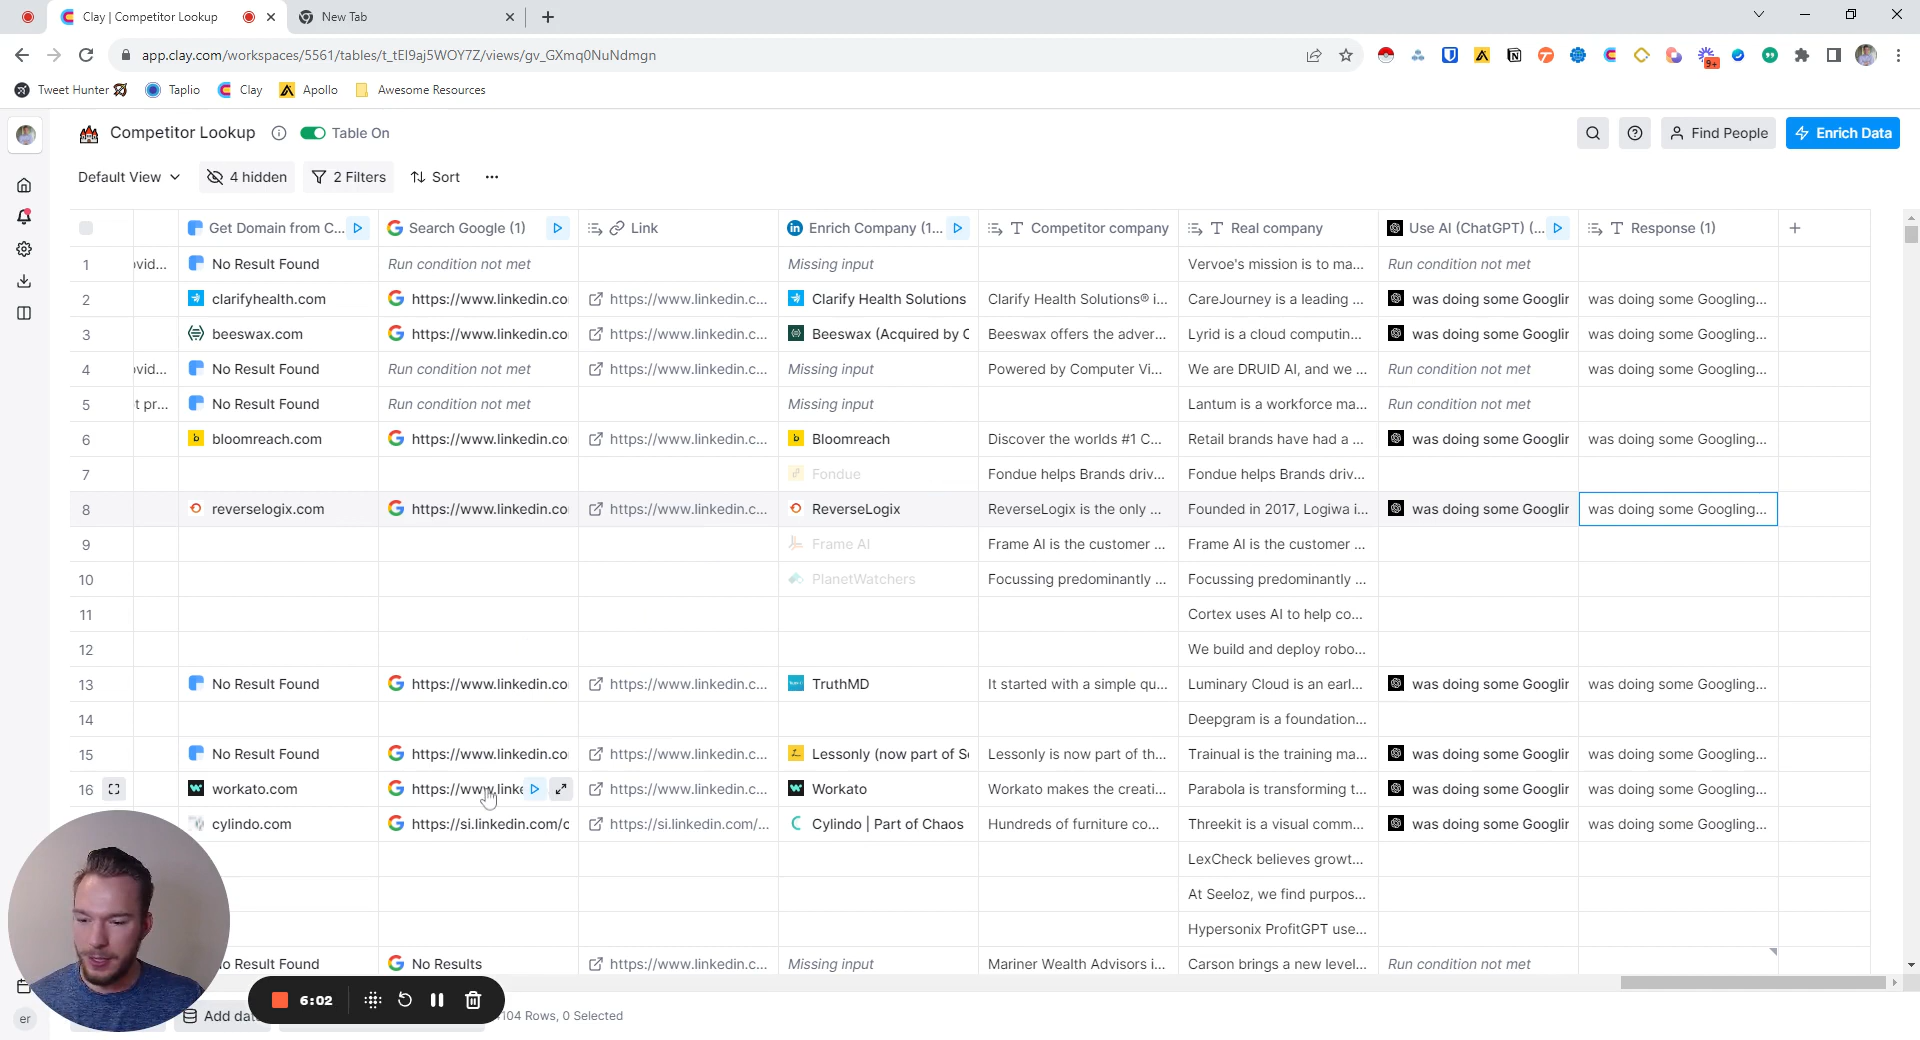 Clay | Competitor Lookup
New Tab
app.clay.com/workspaces/5561/tables/t_tEl9aj5WOY7Z/views/gv_GXmq0NuNdmgn
9+
Tweet Hunter
Taplio
Clay
Apollo
Awesome Resources
Competitor Lookup
Table On
Find People
Enrich Data
Default View
4 hidden
2 Filters
Sort
Get Domain from C... Search Google (1) Link Enrich Company (1... Competitor company Real company Use AI (ChatGPT) (... Response (1)
1 ovid... No Result Found Run condition not met Missing input Vervoe's mission is to ma... Run condition not met
2 clarifyhealth.com https://www.linkedin.co https://www.linkedin.c... Clarify Health Solutions Clarify Health Solutions® i... CareJourney is a leading ... was doing some Googlin was doing some Googling...
3 beeswax.com https://www.linkedin.co https://www.linkedin.c... Beeswax (Acquired by C Beeswax offers the adver... Lyrid is a cloud computin... was doing some Googlin was doing some Googling...
4 ovid... No Result Found Run condition not met https://www.linkedin.c... Missing input Powered by Computer Vi... We are DRUID AI, and we ... Run condition not met was doing some Googling...
5 t pr... No Result Found Run condition not met Missing input Lantum is a workforce ma... Run condition not met
6 bloomreach.com https://www.linkedin.co https://www.linkedin.c... Bloomreach Discover the worlds #1 C... Retail brands have had a ... was doing some Googlin was doing some Googling...
7 Fondue Fondue helps Brands driv... Fondue helps Brands driv...
8 reverselogix.com https://www.linkedin.co https://www.linkedin.c... ReverseLogix ReverseLogix is the only ... Founded in 2017, Logiwa i... was doing some Googlin was doing some Googling...
9 Frame AI Frame AI is the customer ... Frame AI is the customer ...
10 PlanetWatchers Focussing predominantly ... Focussing predominantly ...
11 Cortex uses AI to help co...
12 We build and deploy robo...
13 No Result Found https://www.linkedin.co https://www.linkedin.c... TruthMD It started with a simple qu... Luminary Cloud is an earl... was doing some Googlin was doing some Googling...
14 Deepgram is a foundation...
15 No Result Found https://www.linkedin.co https://www.linkedin.c... Lessonly (now part of Se Lessonly is now part of th... Trainual is the training ma... was doing some Googlin was doing some Googling...
16 workato.com https://www.linke https://www.linkedin.c... Workato Workato makes the creati... Parabola is transforming t... was doing some Googlin was doing some Googling...
cylindo.com https://si.linkedin.com/c https://si.linkedin.com/... Cylindo | Part of Chaos Hundreds of furniture co... Threekit is a visual comm... was doing some Googlin was doing some Googling...
LexCheck believes growt...
At Seeloz, we find purpos...
Hypersonix ProfitGPT use...
o Result Found No Results https://www.linkedin.c... Missing input Mariner Wealth Advisors i... Carson brings a new level... Run condition not met
6:02
er
Add dat
104 Rows, 0 Selected